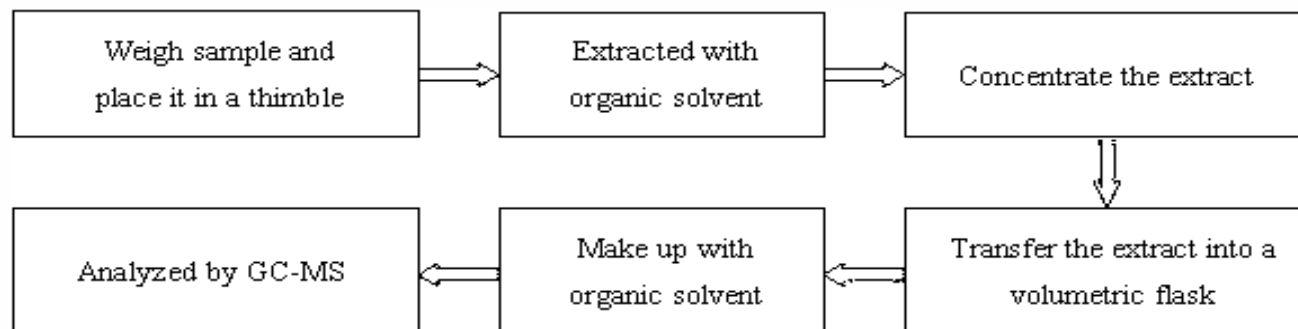 Weigh sample and
place it in a thimble
Extracted with
organic solvent
Concentrate the extract
Transfer the extract into a
volumetric flask
Make up with
organic solvent
Analyzed by GC-MS